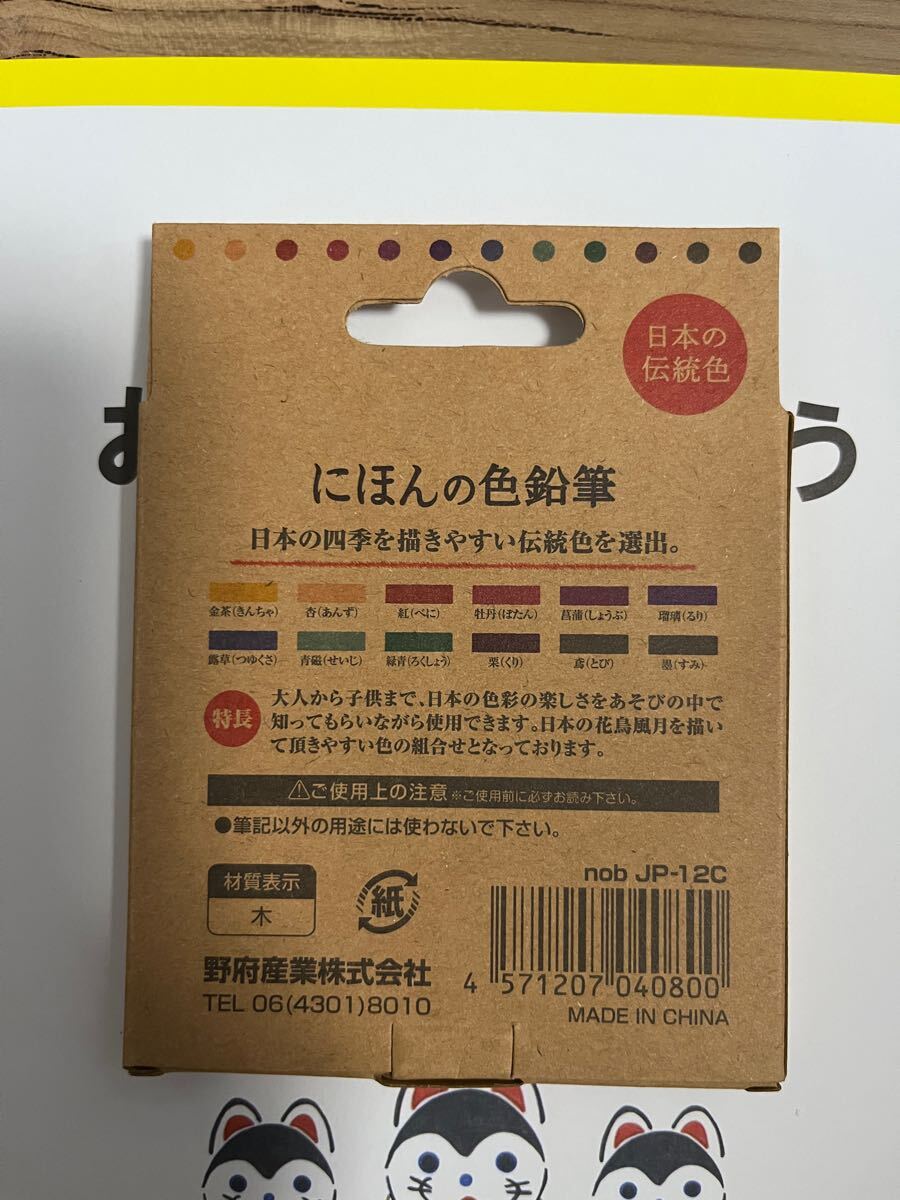 日本の
伝統色
にほんの色鉛筆
日本の四季を描きやすい伝統色を選出。
金茶(きんちゃ) 杏(あんず) 紅(べに) 牡丹(ぼたん) 菖蒲(しょうぶ) 瑠璃(るり)
露草(つゆくさ) 青磁(せいじ) 緑青(ろくしょう) 栗(くり) 鳶(とび) 墨(すみ)
特長
大人から子供まで、日本の色彩の楽しさをあそびの中で
知ってもらいながら使用できます。日本の花鳥風月を描い
て頂きやすい色の組合せとなっております。
⚠ご使用上の注意 ※ご使用前に必ずお読み下さい。
●筆記以外の用途には使わないで下さい。
材質表示
木
紙
nob JP-12C
野府産業株式会社
TEL 06(4301)8010
4 571207 040800
MADE IN CHINA
う